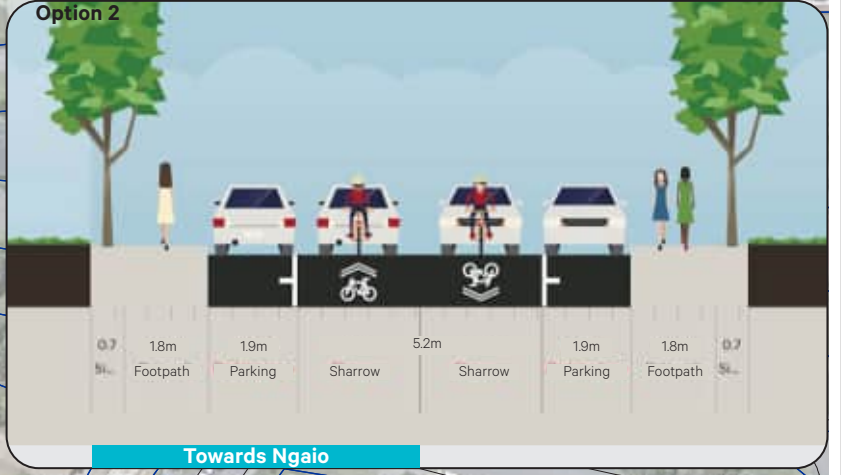 Option 2
0.7 1.8m 1.9m 5.2m 1.9m 1.8m 0.7
Footpath Parking Sharrow Sharrow Parking Footpath
Towards Ngaio